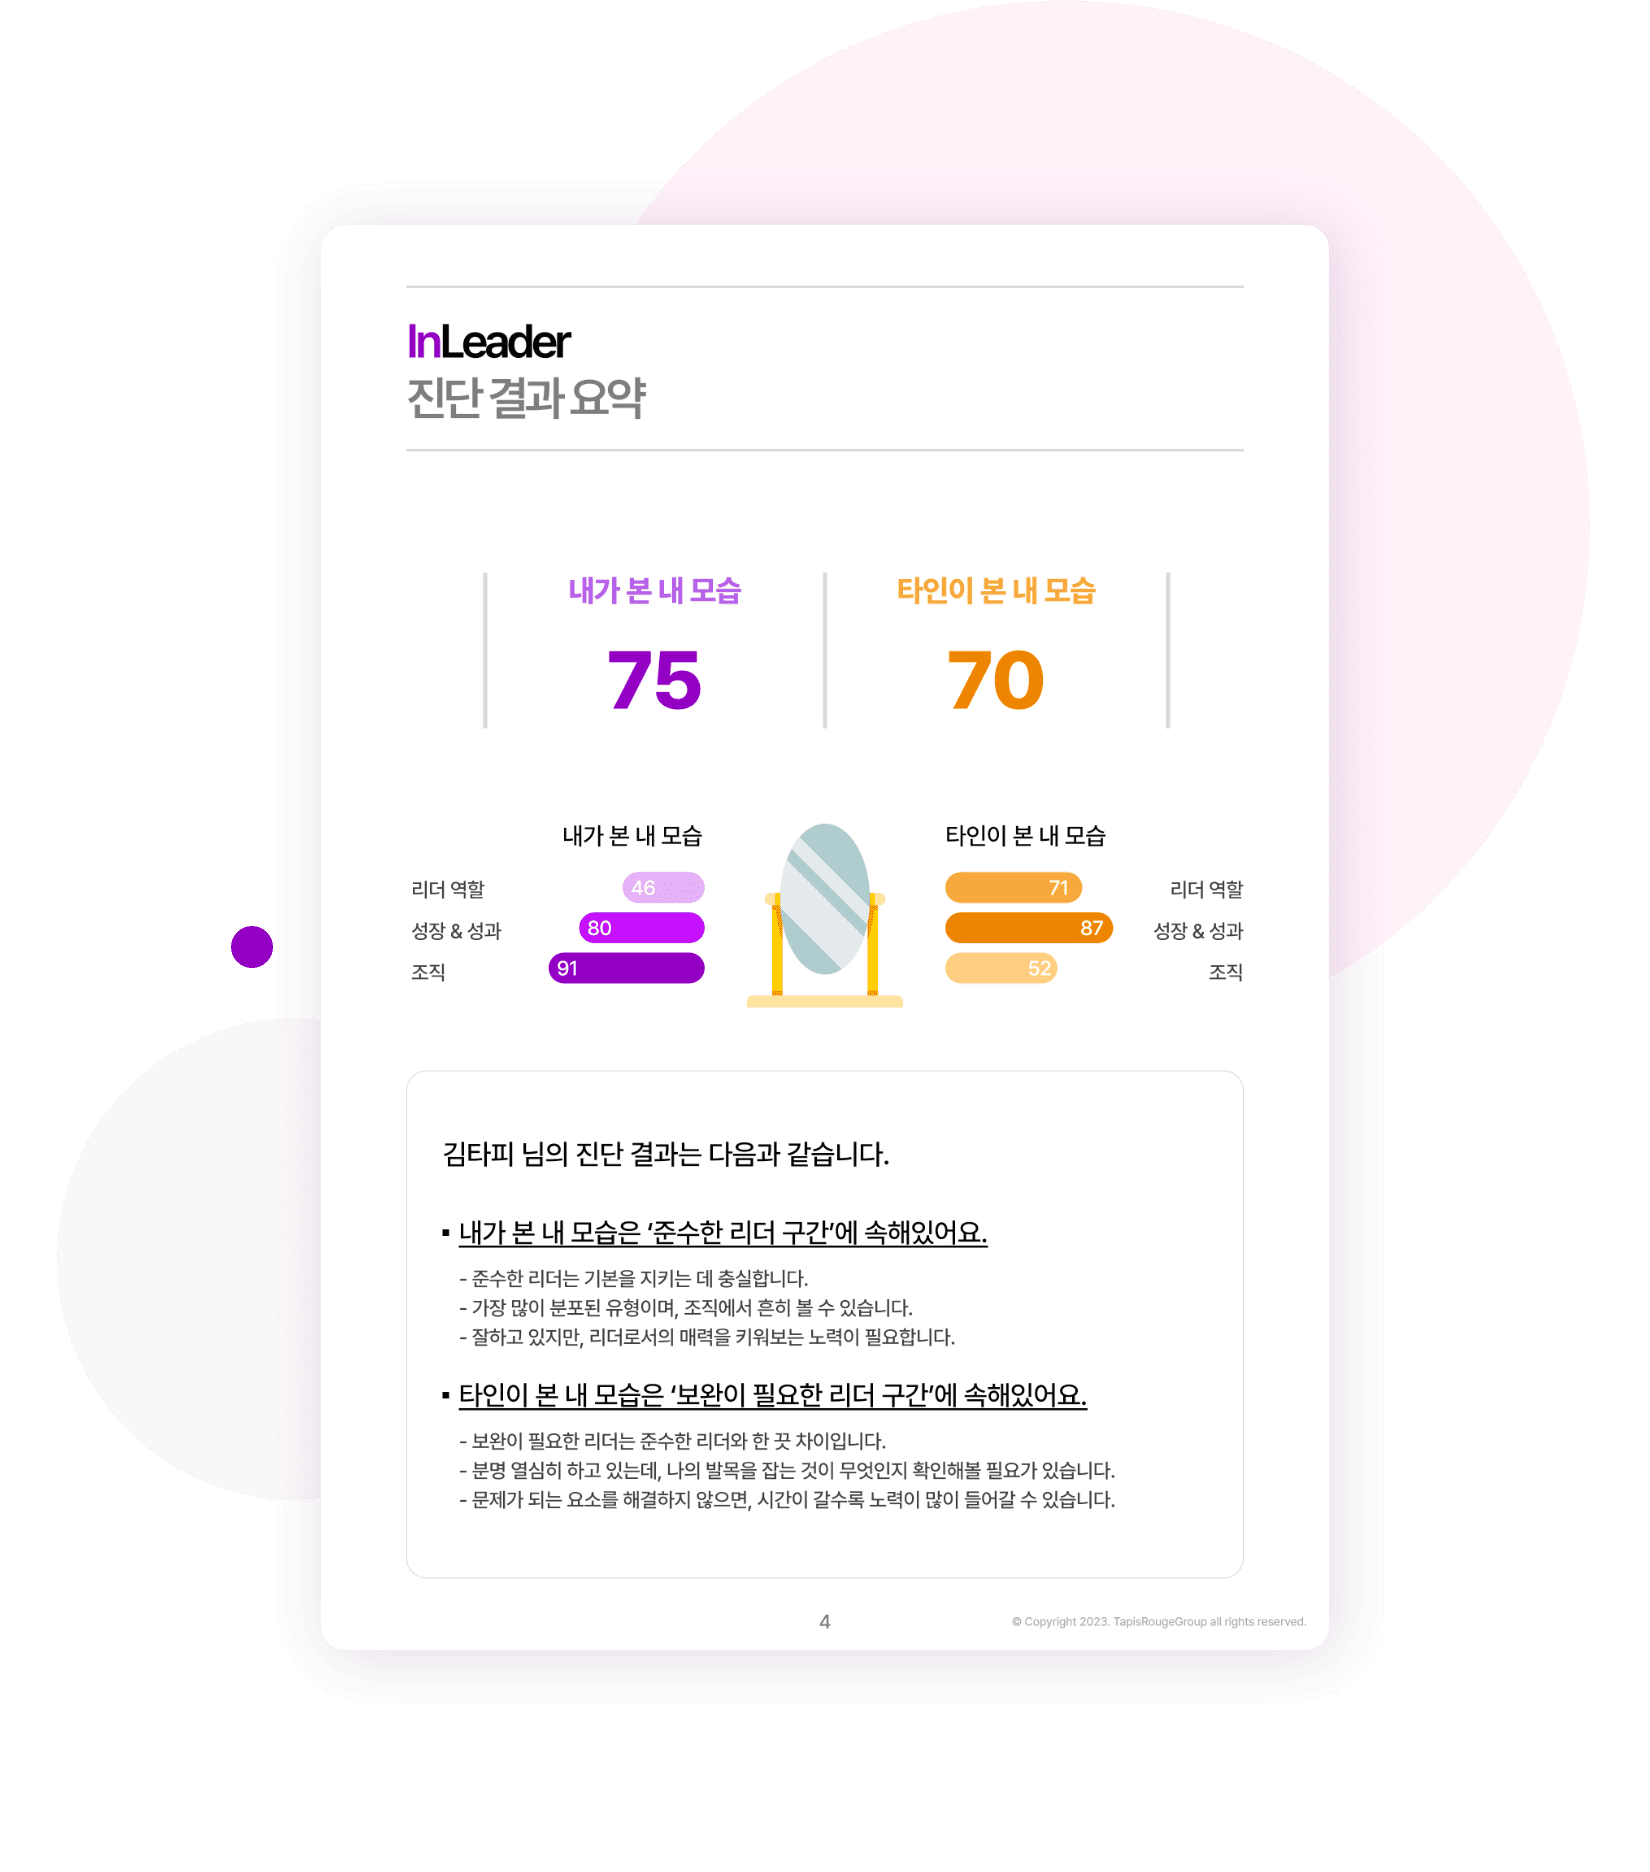 InLeader
진단 결과 요약
내가 본 내 모습
타인이 본 내 모습
75
70
내가 본 내 모습
타인이 본 내 모습
리더 역할
46
71
리더 역할
성장 & 성과
80
87
성장 & 성과
조직
91
52
조직
김타피 님의 진단 결과는 다음과 같습니다.
▪ 내가 본 내 모습은 ‘준수한 리더 구간’에 속해있어요.
- 준수한 리더는 기본을 지키는 데 충실합니다.
- 가장 많이 분포된 유형이며, 조직에서 흔히 볼 수 있습니다.
- 잘하고 있지만, 리더로서의 매력을 키워보는 노력이 필요합니다.
▪ 타인이 본 내 모습은 ‘보완이 필요한 리더 구간’에 속해있어요.
- 보완이 필요한 리더는 준수한 리더와 한 끗 차이입니다.
- 분명 열심히 하고 있는데, 나의 발목을 잡는 것이 무엇인지 확인해볼 필요가 있습니다.
- 문제가 되는 요소를 해결하지 않으면, 시간이 갈수록 노력이 많이 들어갈 수 있습니다.
4
© Copyright 2023. TapisRougeGroup all rights reserved.